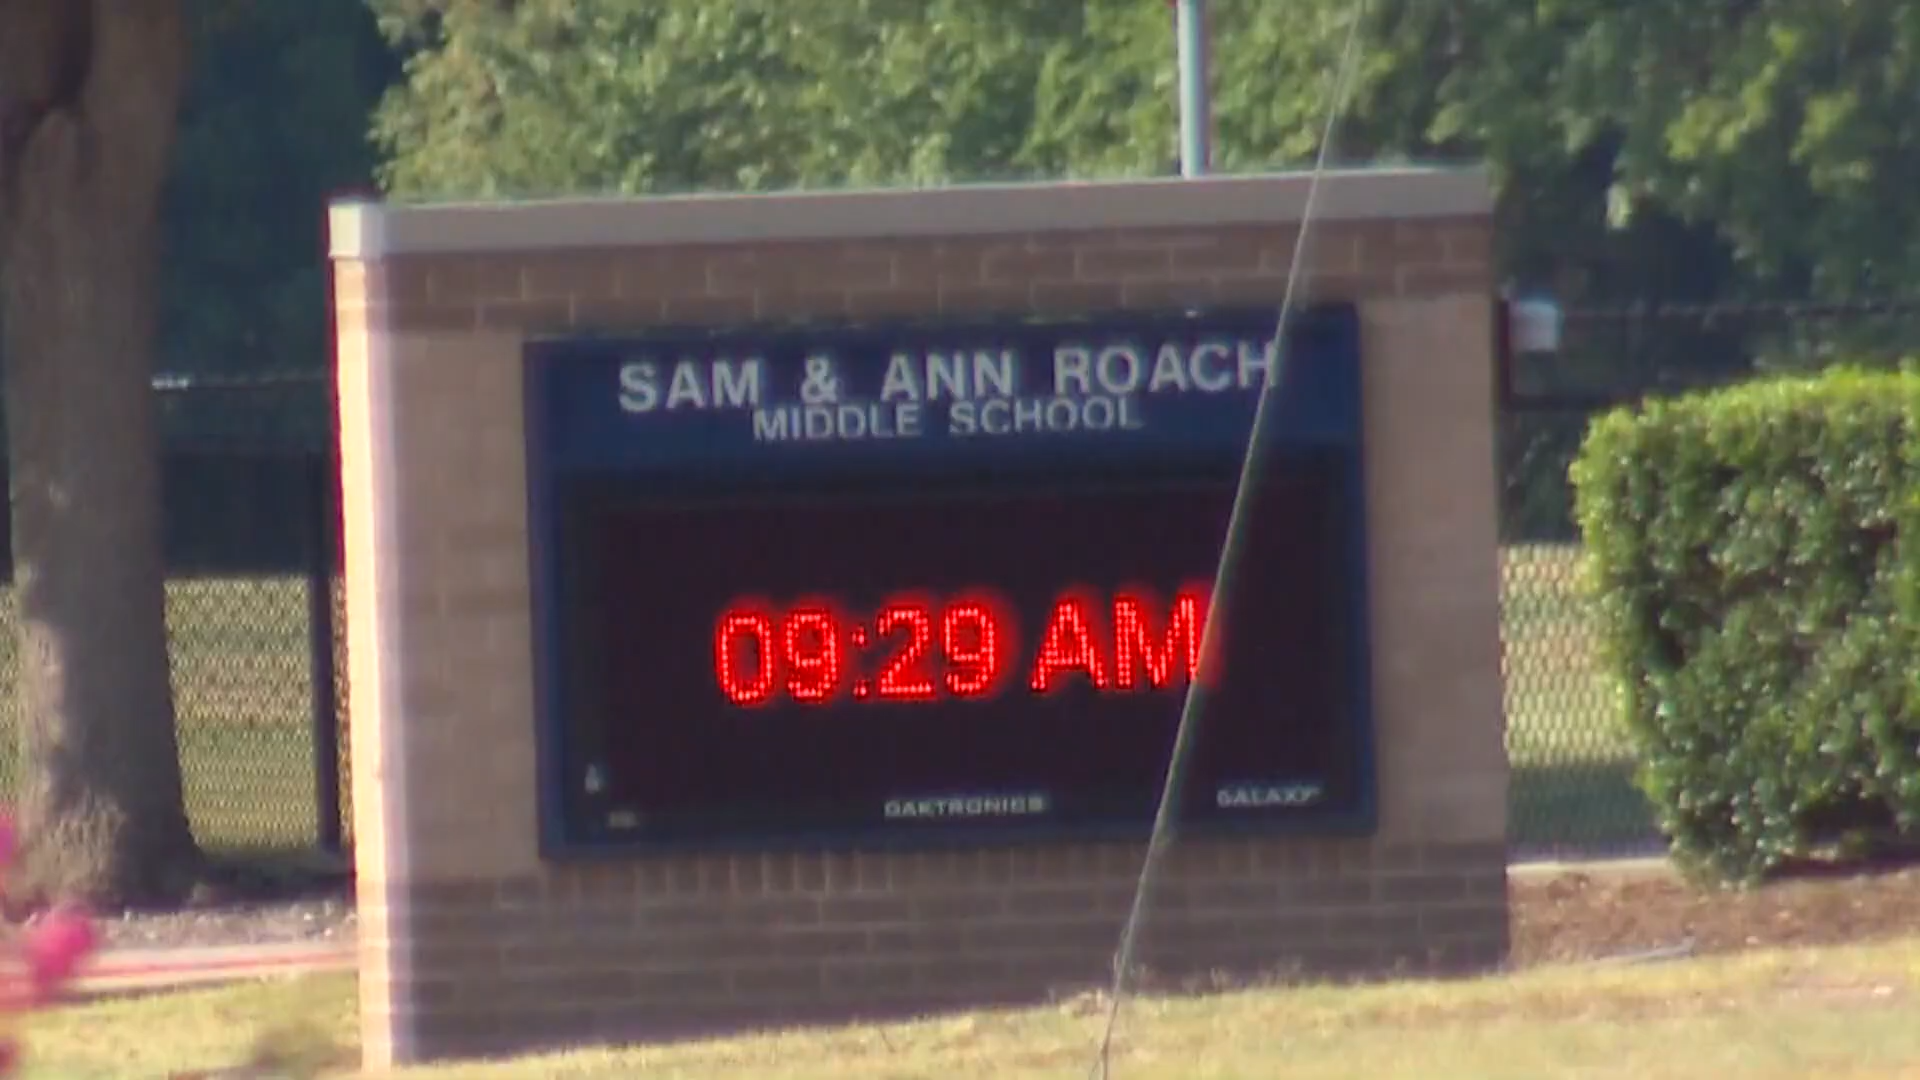 SAM & ANN ROACH
MIDDLE SCHOOL
09:29 AM
DAKTRONICS
GALAXY